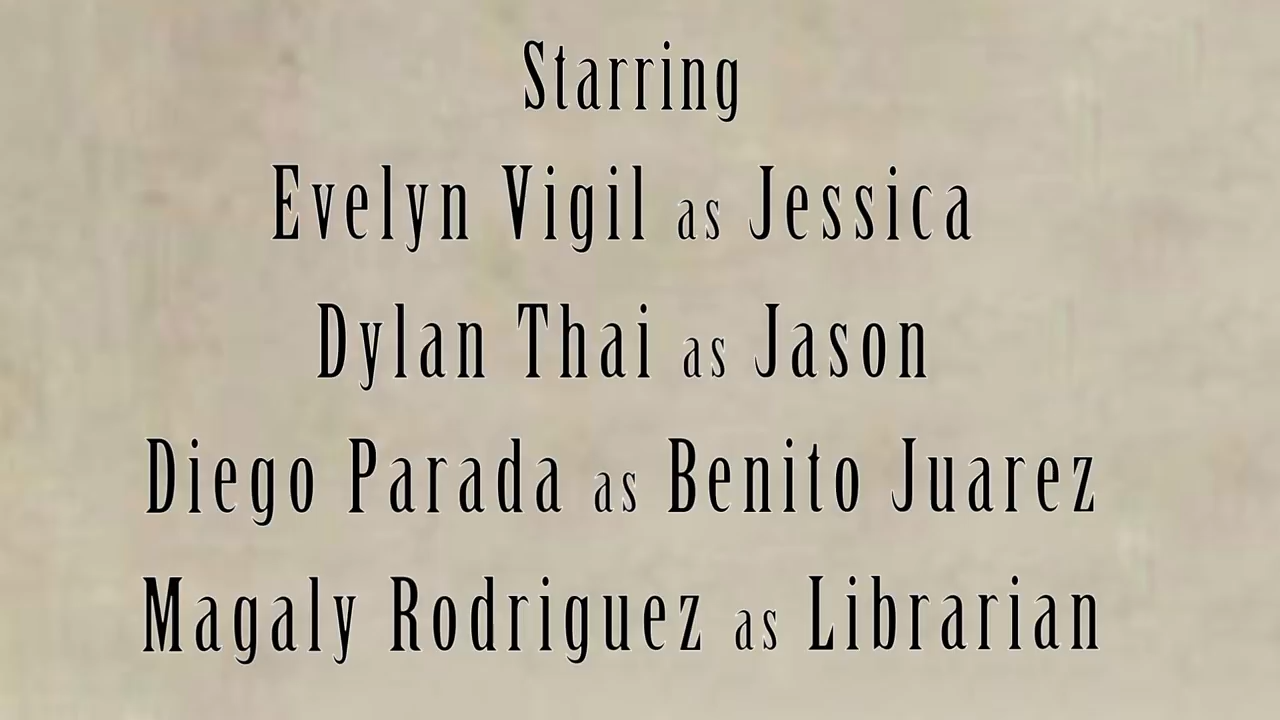 Starring
Evelyn Vigil as Jessica
Dylan Thai as Jason
Diego Parada as Benito Juarez
Magaly Rodriguez as Librarian